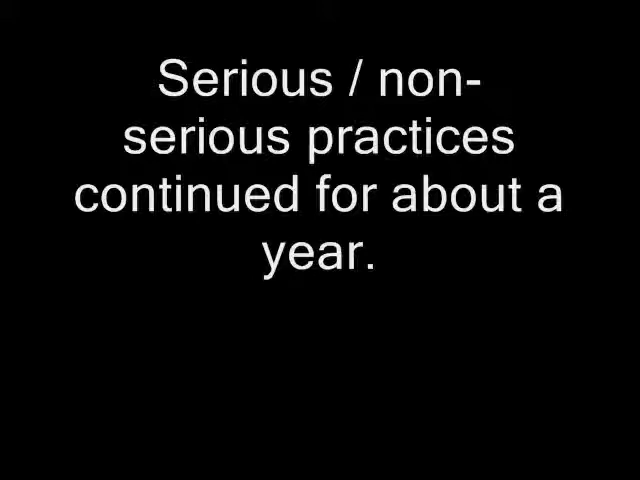 Serious / non-
serious practices
continued for about a
year.